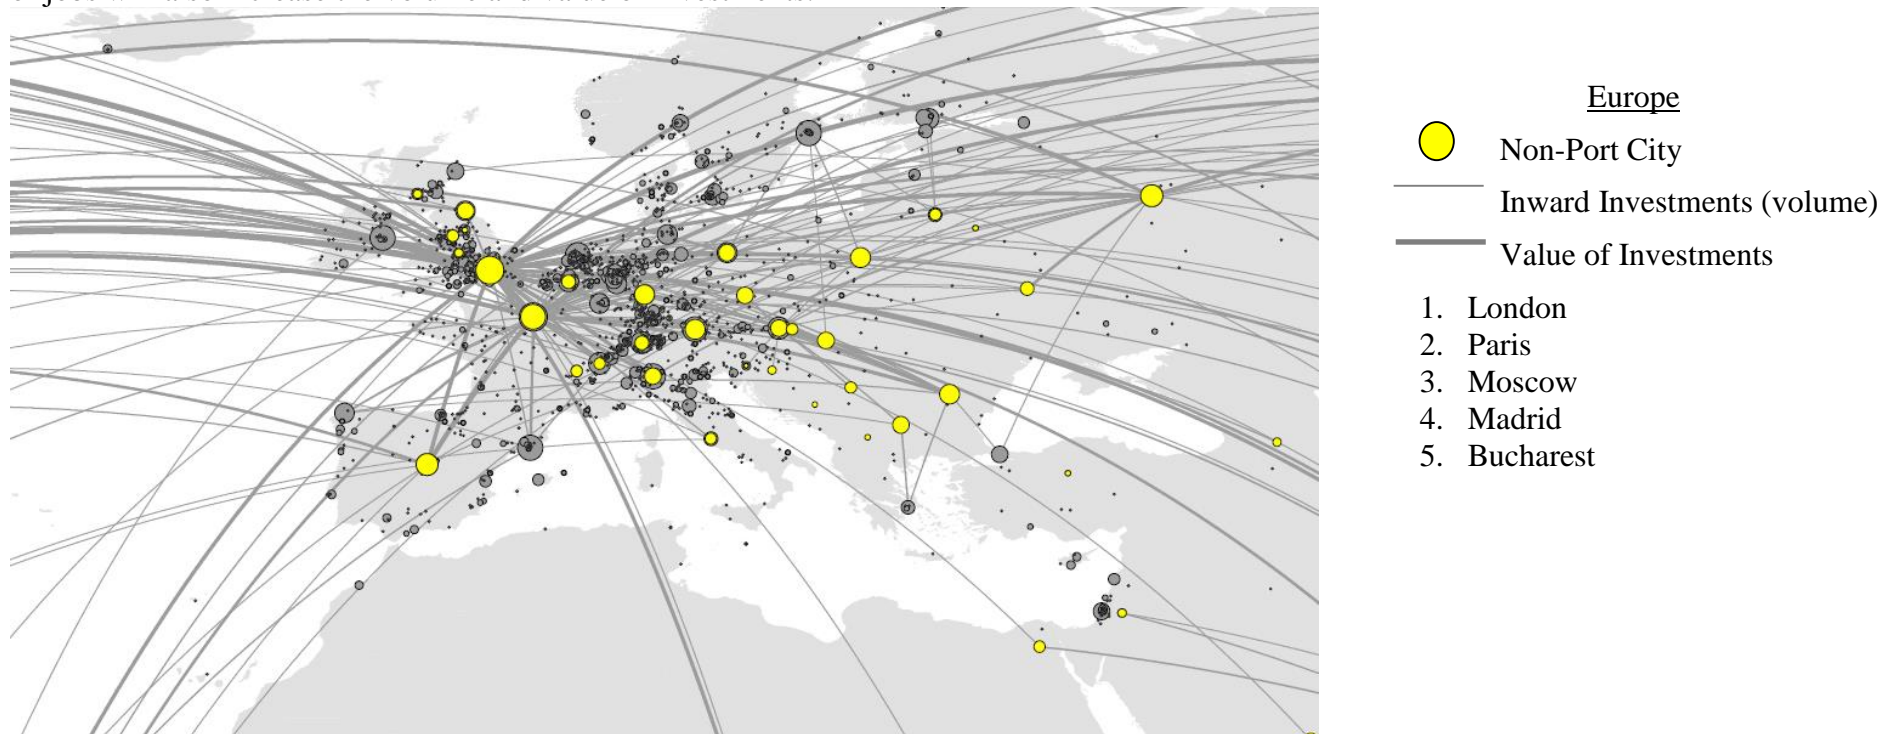 Europe
Non-Port City
Inward Investments (volume)
Value of Investments
1. London
2. Paris
3. Moscow
4. Madrid
5. Bucharest